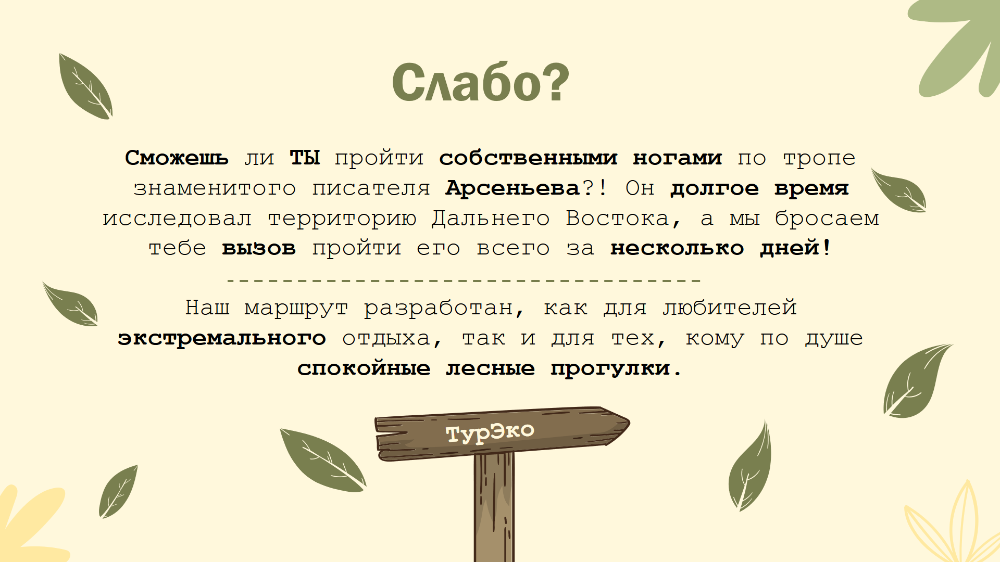 Слабо?
Сможешь ли ТЫ пройти собственными ногами по тропе
знаменитого писателя Арсеньева?! Он долгое время
исследовал территорию Дальнего Востока, а мы бросаем
тебе вызов пройти его всего за несколько дней!
Наш маршрут разработан, как для любителей
экстремального отдыха, так и для тех, кому по душе
спокойные лесные прогулки.
ТурЭко